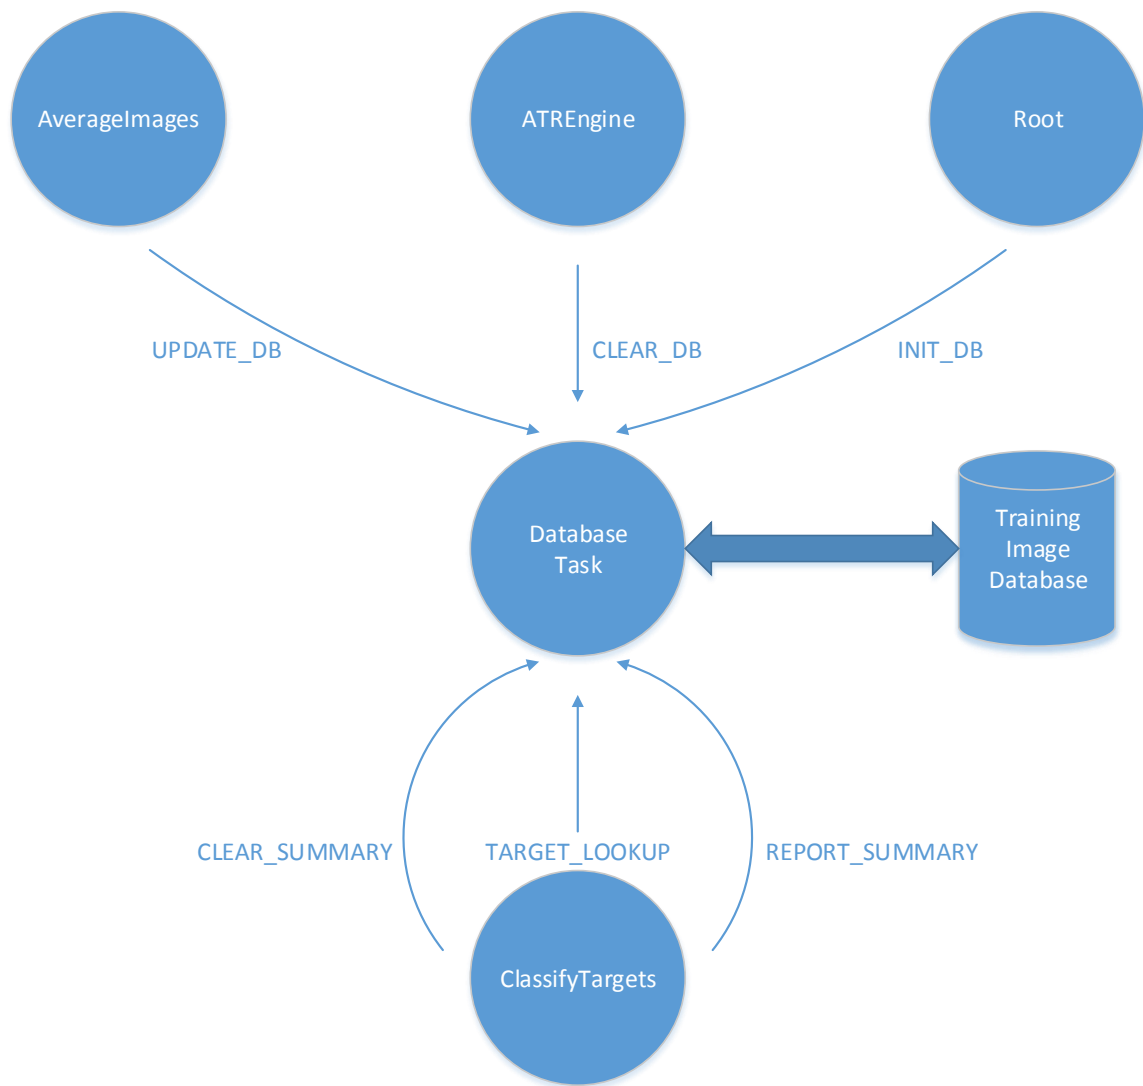 AverageImages
ATREngine
Root
UPDATE_DB
CLEAR_DB
INIT_DB
Database
Task
Training
Image
Database
CLEAR_SUMMARY
TARGET_LOOKUP
REPORT_SUMMARY
ClassifyTargets